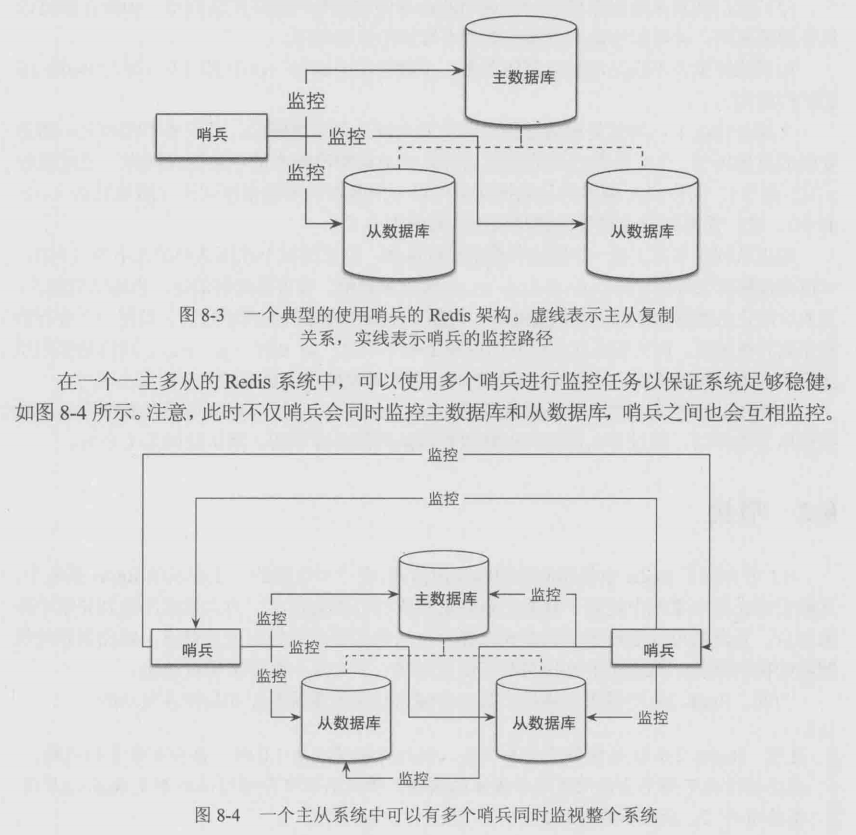 主数据库
监控
哨兵
监控
监控
从数据库
从数据库
图 8-3 一个典型的使用哨兵的 Redis 架构。虚线表示主从复制
关系，实线表示哨兵的监控路径
在一个一主多从的 Redis 系统中，可以使用多个哨兵进行监控任务以保证系统足够稳健，
如图 8-4 所示。注意，此时不仅哨兵会同时监控主数据库和从数据库，哨兵之间也会互相监控。
监控
监控
主数据库
监控
监控
哨兵
监控
哨兵
监控
从数据库
从数据库
监控
监控
图 8-4 一个主从系统中可以有多个哨兵同时监视整个系统